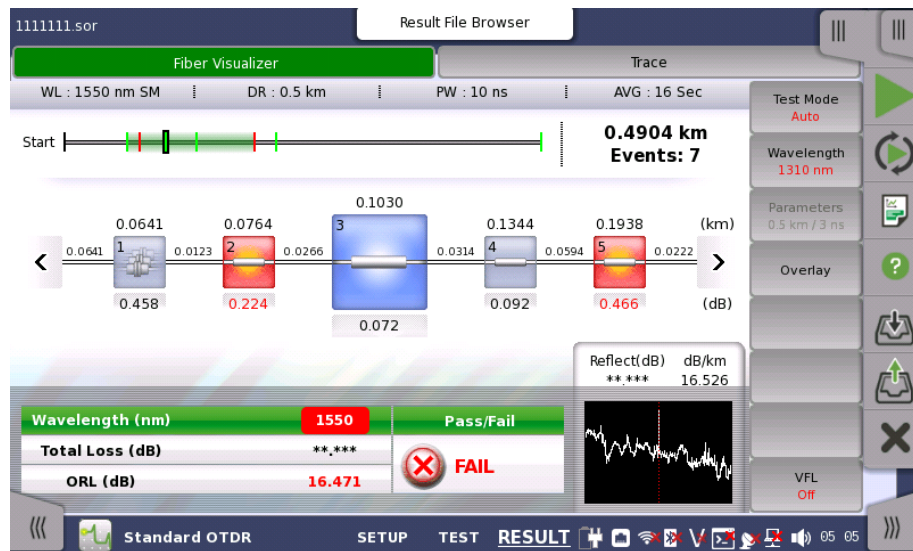 1111111.sor
Result File Browser
Fiber Visualizer
Trace
WL : 1550 nm SM
DR : 0.5 km
PW : 10 ns
AVG : 16 Sec
Start
0.4904 km
Events: 7
0.0641
0.0764
0.1030
0.1344
0.1938
(km)
0.0641
1
0.0123
2
0.0266
3
0.0314
4
0.0594
5
0.0222
0.458
0.224
0.072
0.092
0.466
(dB)
Reflect(dB)
dB/km
**.***
16.526
Wavelength (nm)
1550
Pass/Fail
Total Loss (dB)
**.***
FAIL
ORL (dB)
16.471
Test Mode
Auto
Wavelength
1310 nm
Parameters
0.5 km / 3 ns
Overlay
VFL
Off
Standard OTDR
SETUP
TEST
RESULT
05 05